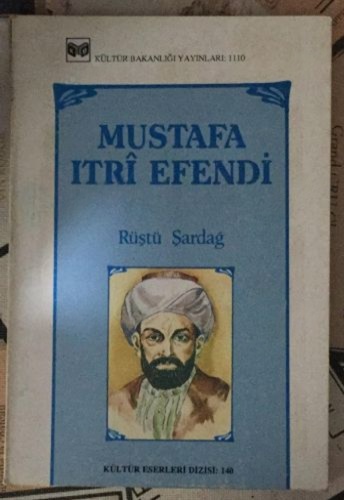 KÜLTÜR BAKANLIĞI YAYINLARI: 1110
MUSTAFA
ITRÎ EFENDİ
Rüştü Şardağ
KÜLTÜR ESERLERİ DİZİSİ: 140